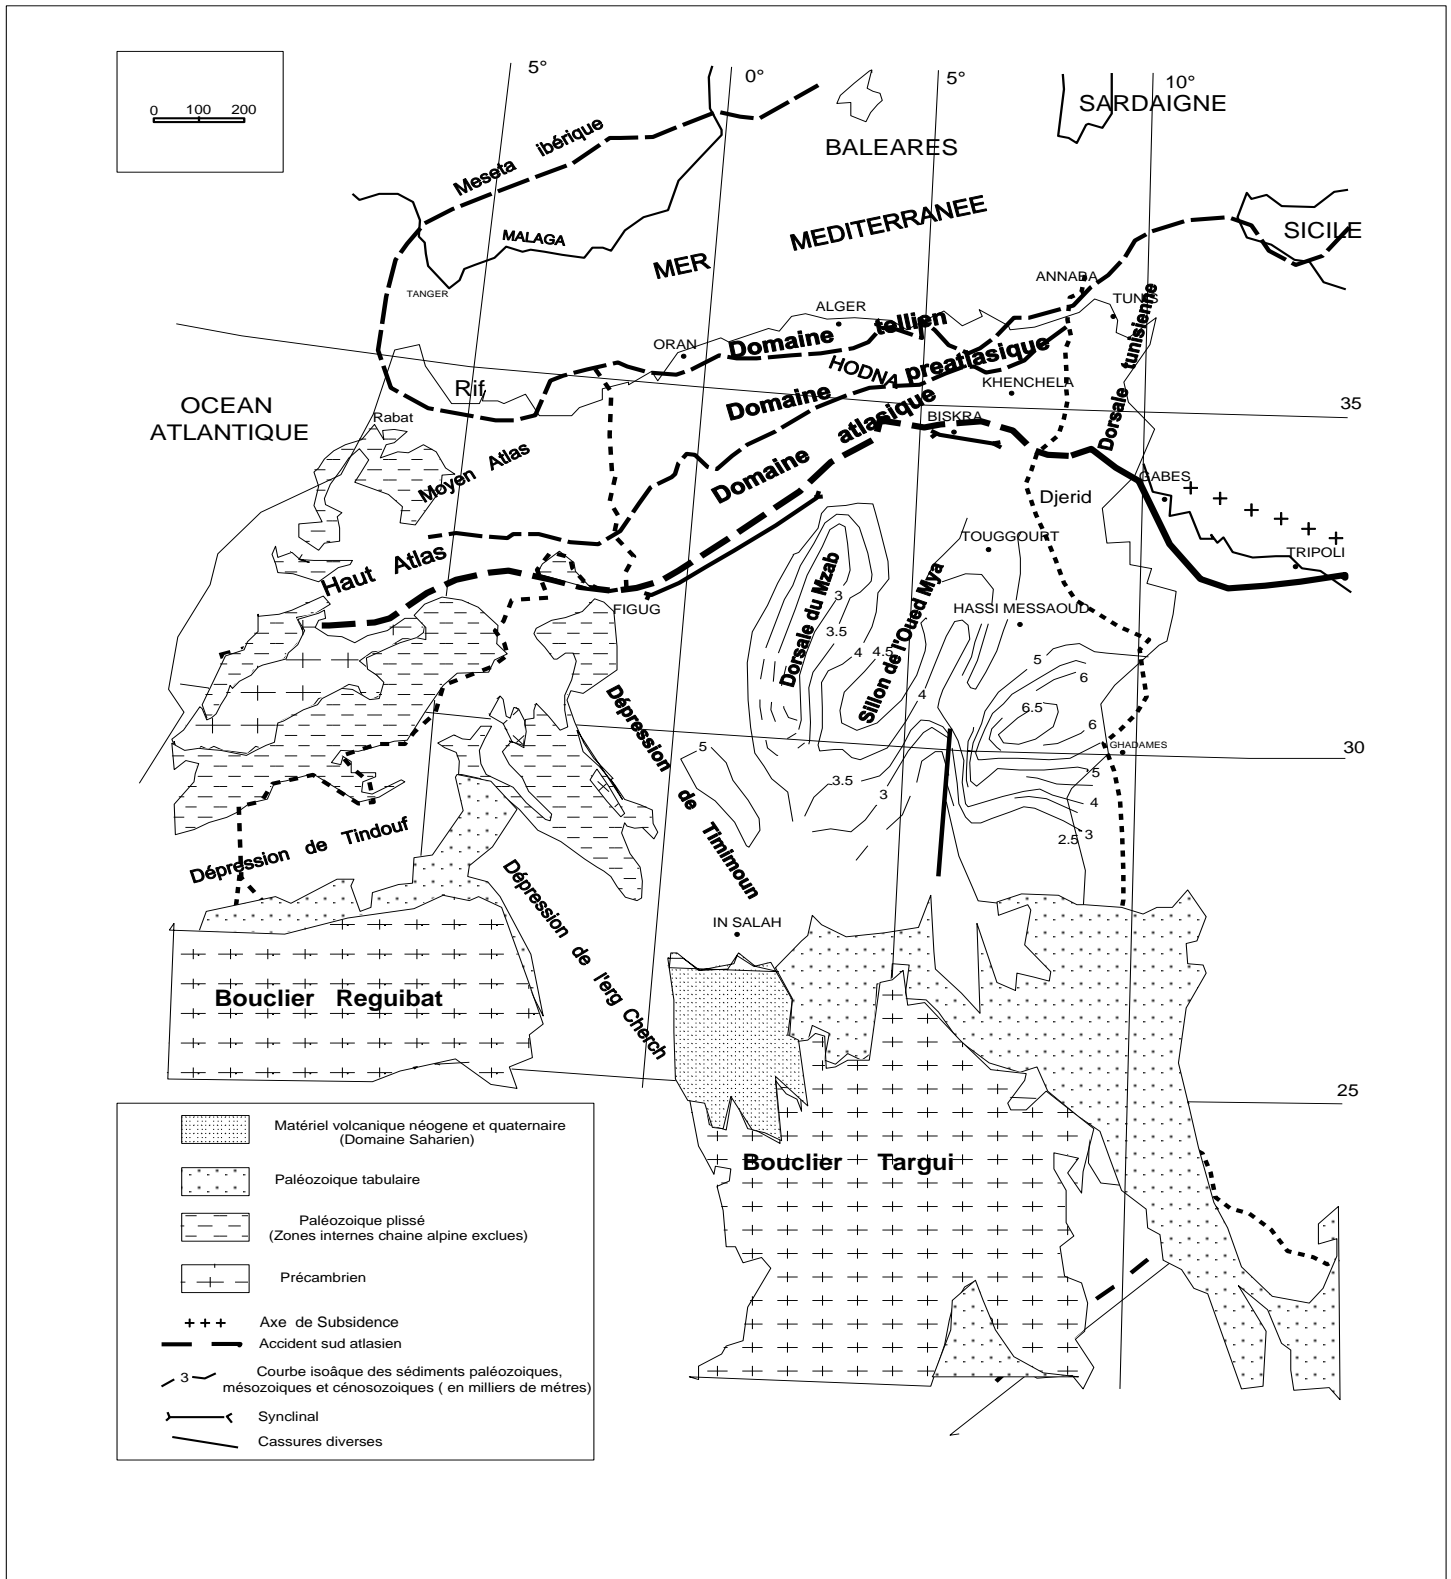 5°
0°
5°
10°
0 100 200
SARDAIGNE
BALEARES
Meseta ibérique
MALAGA
MER MEDITERRANEE
SICILE
TANGER
ANNABA
TUNIS
ALGER
ORAN
Domaine tellien
Dorsale tunisienne
HODNA
Domaine preatlasique
KHENCHELA
Rif
OCEAN
ATLANTIQUE
Rabat
35
BISKRA
Domaine atlasique
Moyen Atlas
GABES
Djerid
TOUGGOURT
TRIPOLI
Haut Atlas
FIGUG
Dorsale du Mzab
Sillon de l'Oued Mya
HASSI MESSAOUD
3
3.5
4
4.5
4
5
6
6.5
6
GHADAMES
30
5
3.5
3
5
4
3
2.5
Dépression de Timimoun
Dépression de Tindouf
Dépression de l'erg Cherch
IN SALAH
Bouclier Reguibat
25
Bouclier Targui
Matériel volcanique néogene et quaternaire
(Domaine Saharien)
Paléozoique tabulaire
Paléozoique plissé
(Zones internes chaine alpine exclues)
Précambrien
+ + + Axe de Subsidence
Accident sud atlasien
3 Courbe isoâque des sédiments paléozoiques,
mésozoiques et cénosozoiques ( en milliers de métres)
Synclinal
Cassures diverses